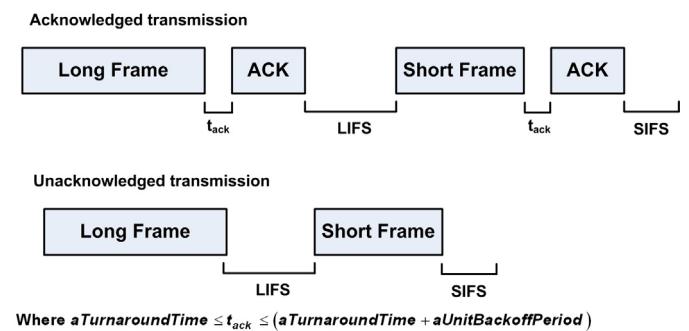 Acknowledged transmission
Long Frame ACK Short Frame ACK
tack LIFS tack SIFS
Unacknowledged transmission
Long Frame Short Frame
LIFS SIFS
Where aTurnaroundTime ≤ tack ≤ (aTurnaroundTime + aUnitBackoffPeriod)